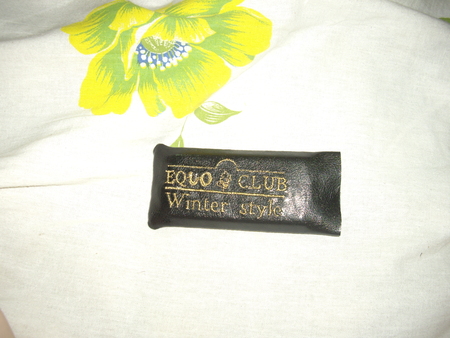 EQUO CLUB
Winter style